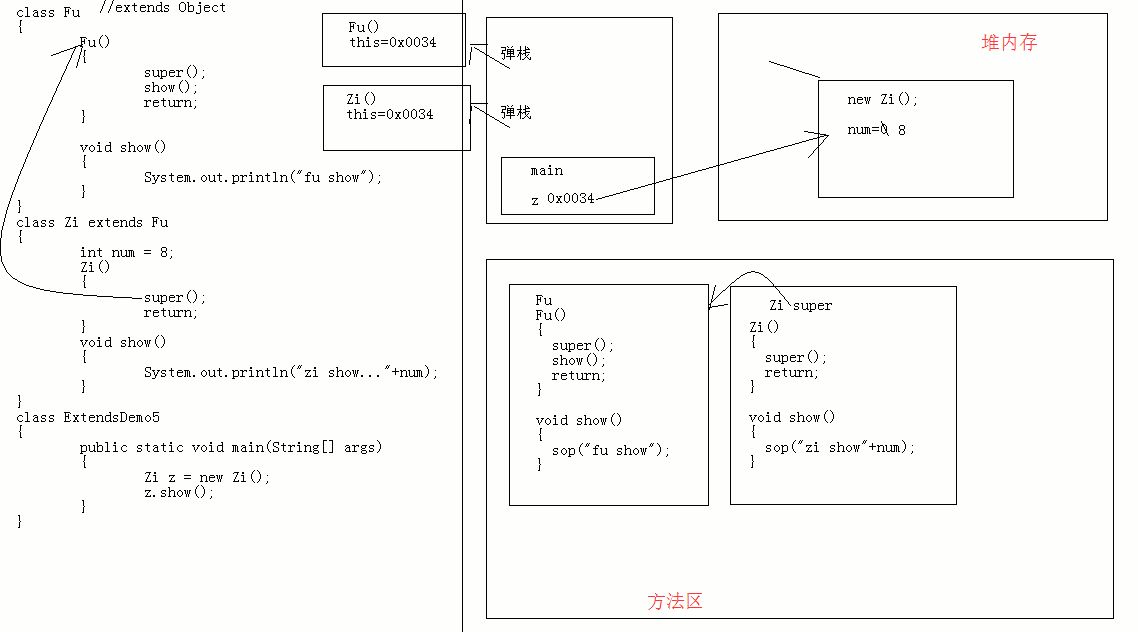 class Fu //extends Object
{
Fu()
{
super();
show();
return;
}
void show()
{
System.out.println("fu show");
}
}
class Zi extends Fu
{
int num = 8;
Zi()
{
super();
return;
}
void show()
{
System.out.println("zi show..."+num);
}
}
class ExtendsDemo5
{
public static void main(String[] args)
{
Zi z = new Zi();
z.show();
}
}
Fu()
this=0x0034
弹栈
Zi()
this=0x0034
弹栈
main
z 0x0034
堆内存
new Zi();
num=0 8
Fu
Fu()
{
super();
show();
return;
}
void show()
{
sop("fu show");
}
Zi super
Zi()
{
super();
return;
}
void show()
{
sop("zi show"+num);
}
方法区